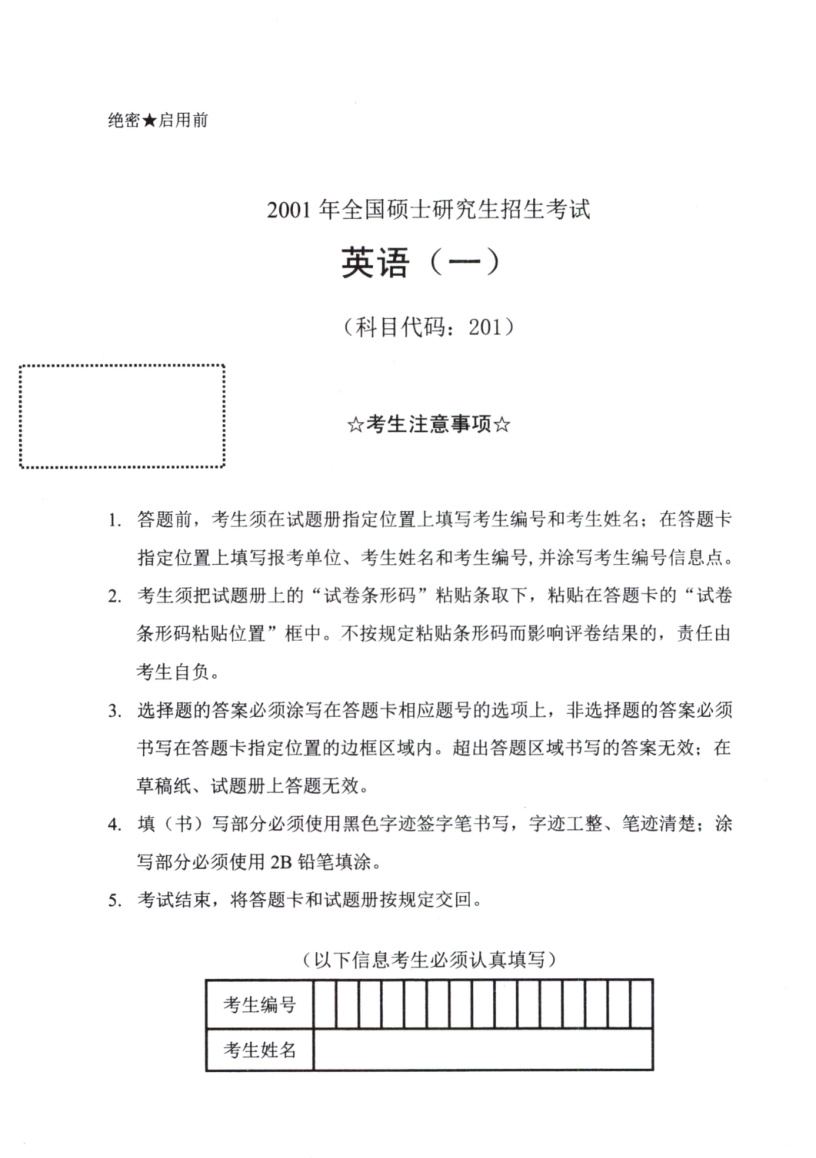 绝密★启用前
2001 年全国硕士研究生招生考试
英语（一）
（科目代码：201）
☆考生注意事项☆
1. 答题前，考生须在试题册指定位置上填写考生编号和考生姓名；在答题卡
指定位置上填写报考单位、考生姓名和考生编号,并涂写考生编号信息点。
2. 考生须把试题册上的“试卷条形码”粘贴条取下，粘贴在答题卡的“试卷
条形码粘贴位置”框中。不按规定粘贴条形码而影响评卷结果的，责任由
考生自负。
3. 选择题的答案必须涂写在答题卡相应题号的选项上，非选择题的答案必须
书写在答题卡指定位置的边框区域内。超出答题区域书写的答案无效；在
草稿纸、试题册上答题无效。
4. 填（书）写部分必须使用黑色字迹签字笔书写，字迹工整、笔迹清楚；涂
写部分必须使用 2B 铅笔填涂。
5. 考试结束，将答题卡和试题册按规定交回。
（以下信息考生必须认真填写）
考生编号
考生姓名